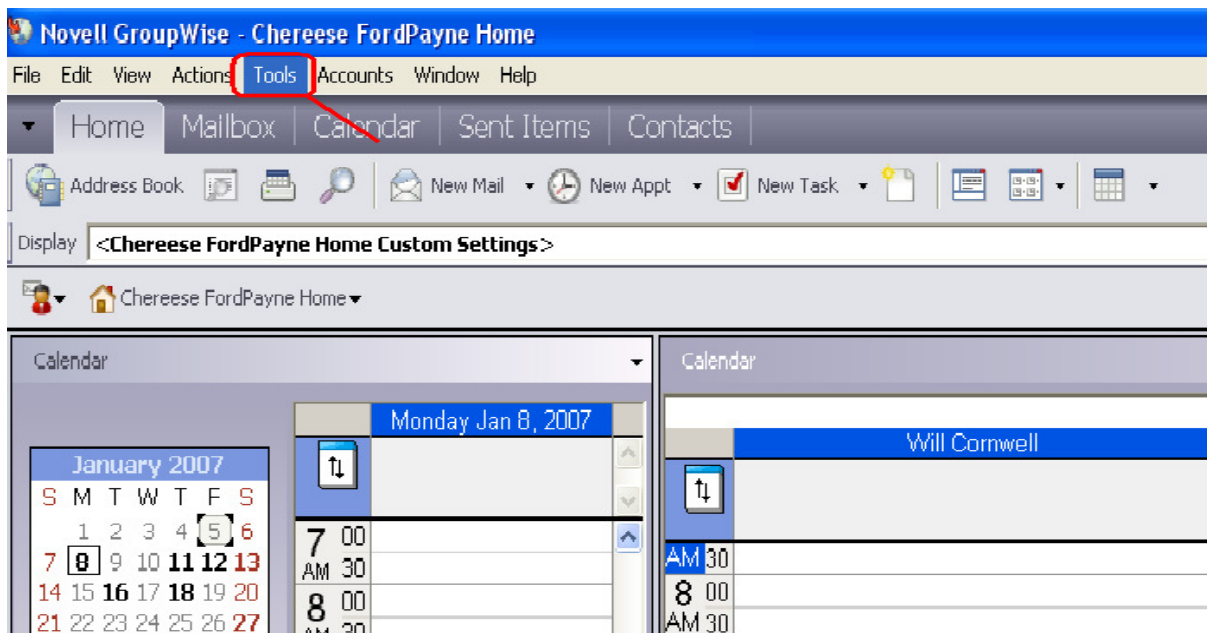 Novell GroupWise - Chereese FordPayne Home
File Edit View Actions Tools Accounts Window Help
Home Mailbox Calendar Sent Items Contacts
Address Book New Mail New Appt New Task
Display <Chereese FordPayne Home Custom Settings>
Chereese FordPayne Home
Calendar
Monday Jan 8, 2007
January 2007
S M T W T F S
1 2 3 4 5 6
7 8 9 10 11 12 13
14 15 16 17 18 19 20
21 22 23 24 25 26 27
7 00
AM 30
8 00
AM 30
Calendar
Will Cornwell
AM 30
8 00
AM 30